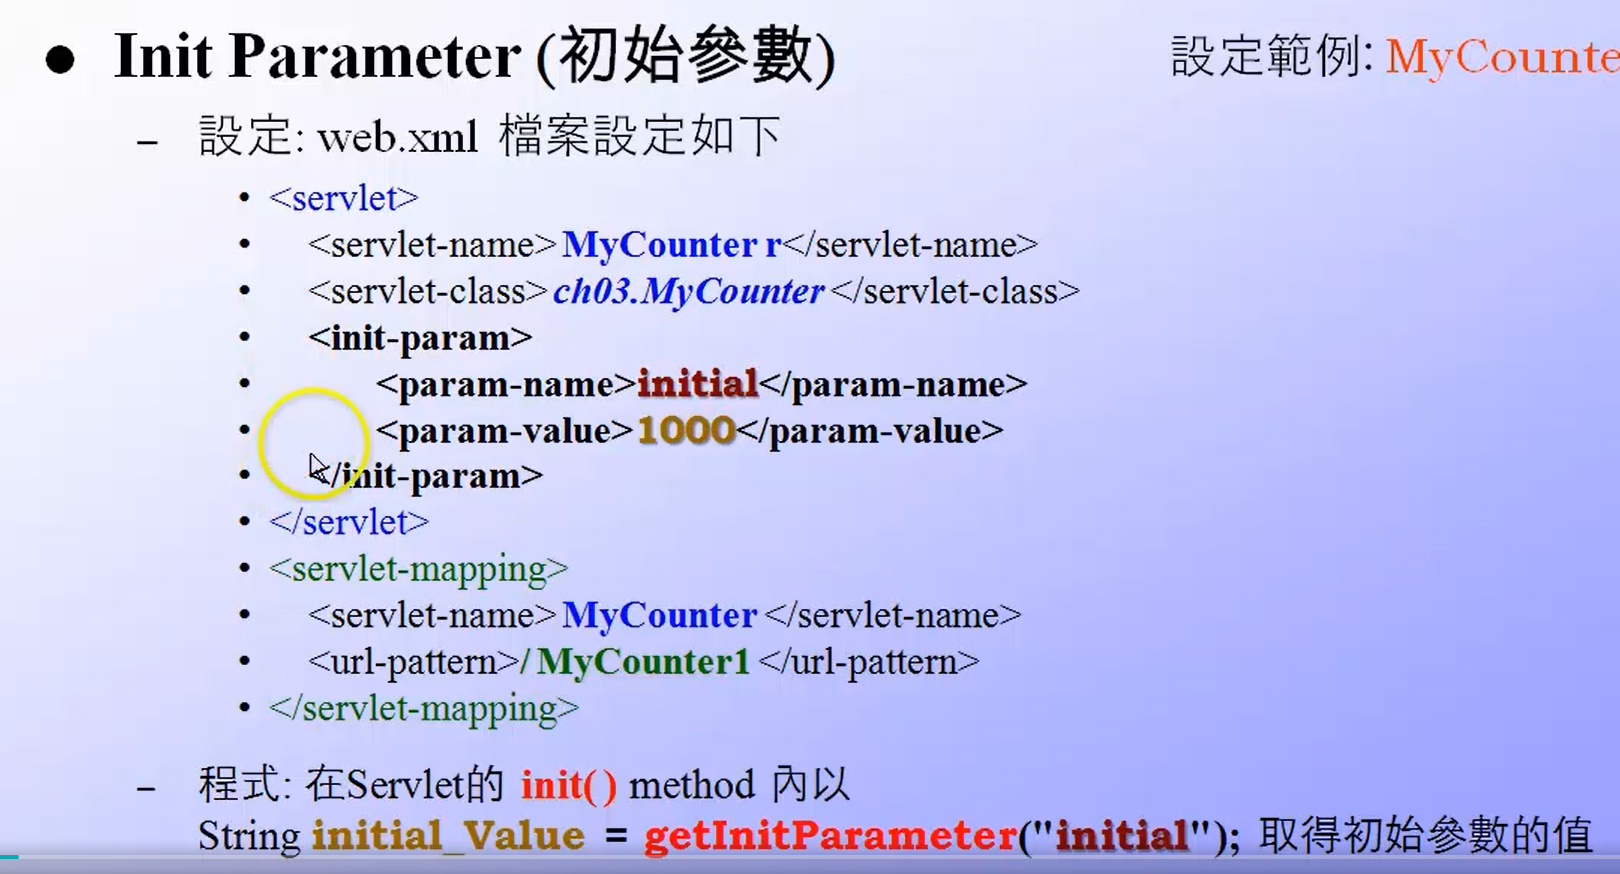 ● Init Parameter (初始參數)
設定範例: MyCounte
– 設定: web.xml 檔案設定如下
• <servlet>
• <servlet-name>MyCounter r</servlet-name>
• <servlet-class>ch03.MyCounter</servlet-class>
• <init-param>
• <param-name>initial</param-name>
• <param-value>1000</param-value>
• </init-param>
• </servlet>
• <servlet-mapping>
• <servlet-name>MyCounter </servlet-name>
• <url-pattern>/ MyCounter1 </url-pattern>
• </servlet-mapping>
– 程式: 在Servlet的 init( ) method 內以
String initial_Value = getInitParameter("initial"); 取得初始參數的值